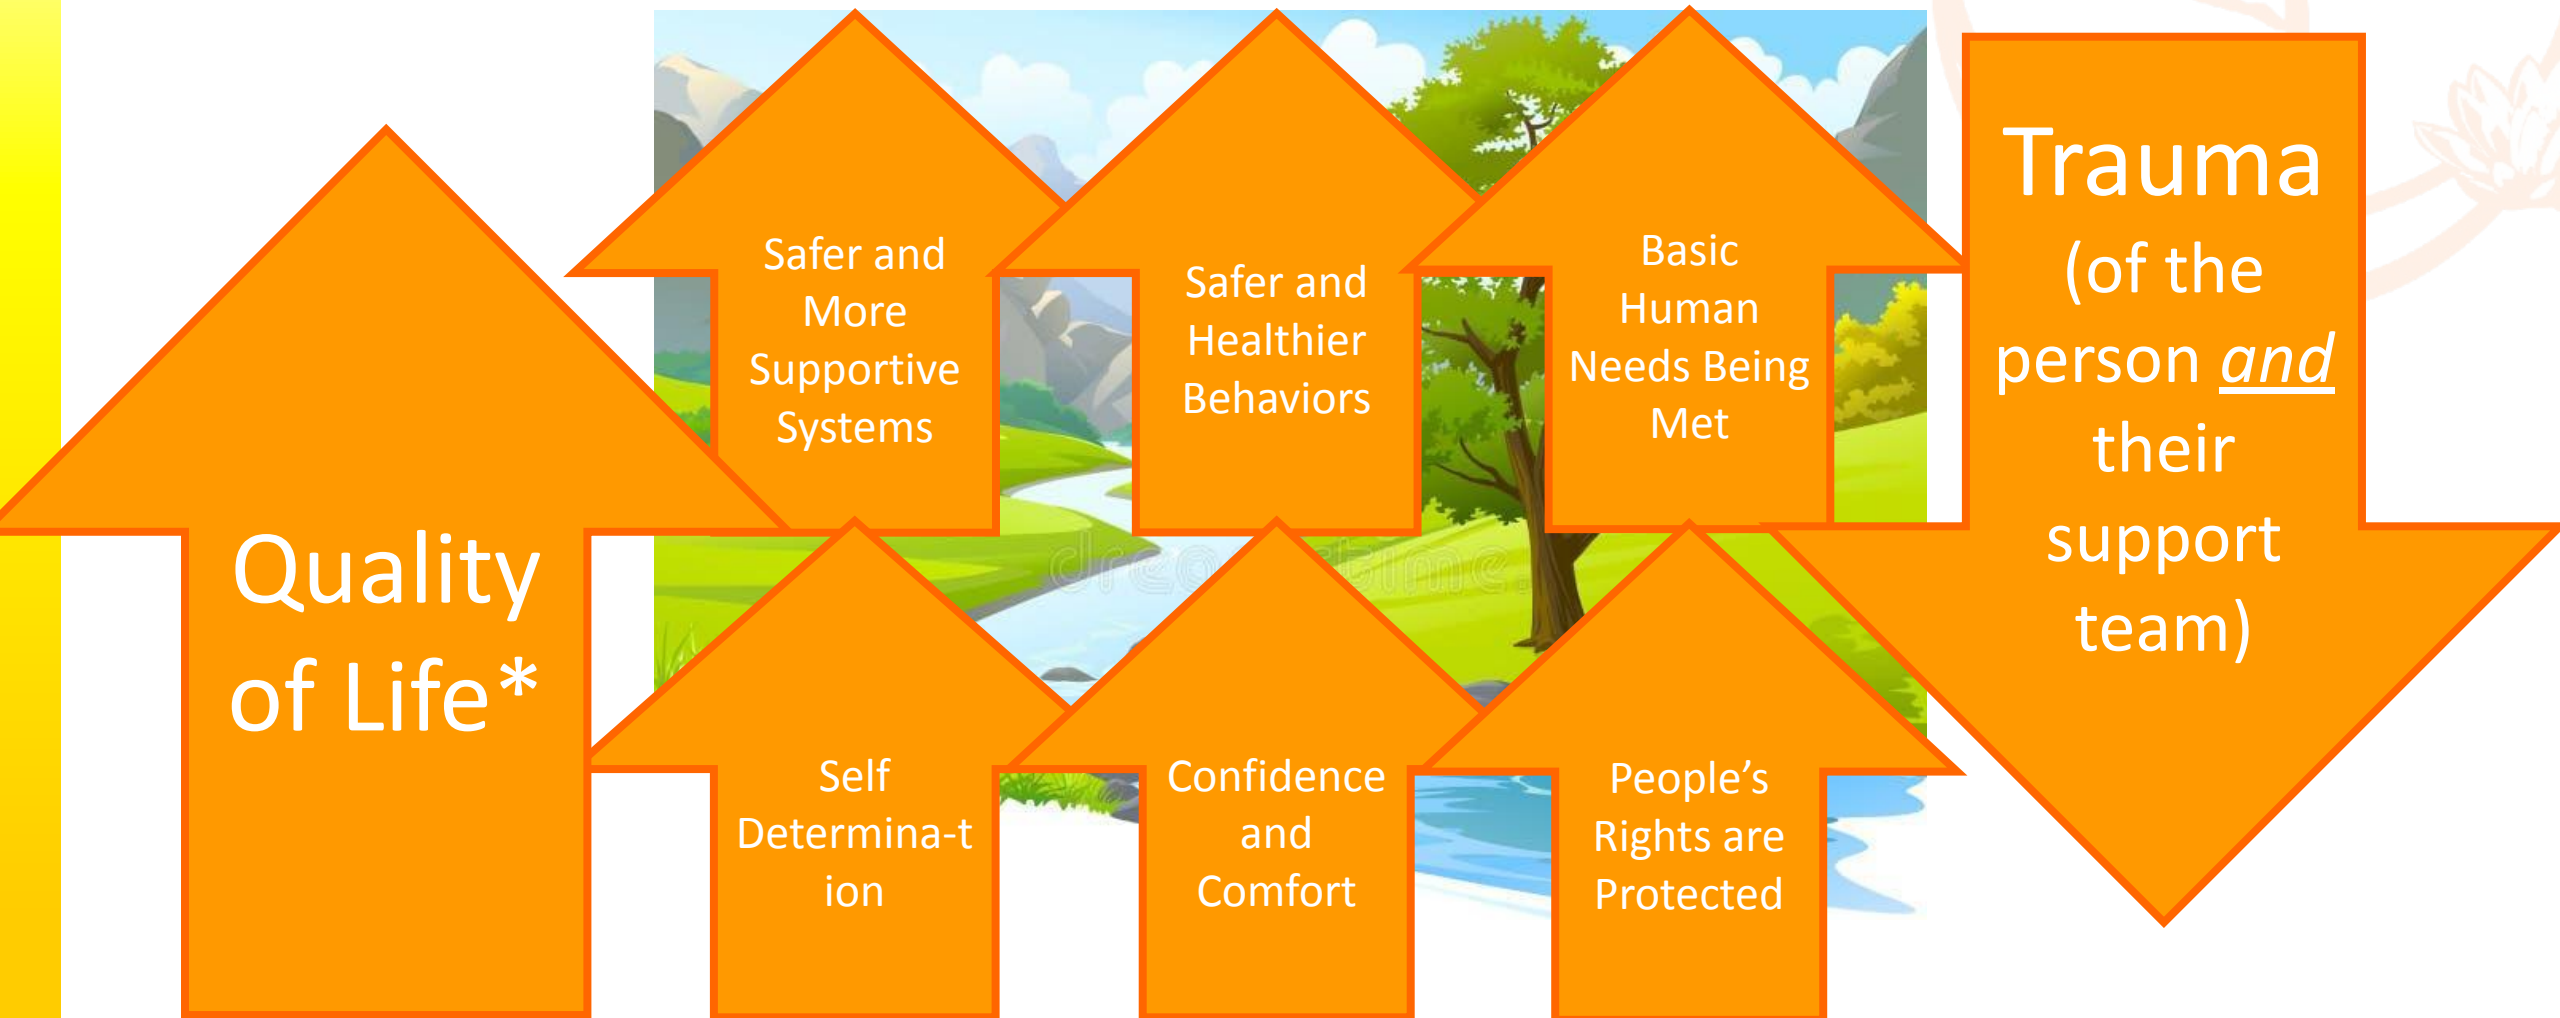 Quality
of Life*
Safer and
More
Supportive
Systems
Safer and
Healthier
Behaviors
Basic
Human
Needs Being
Met
Self
Determina-t
ion
Confidence
and
Comfort
People’s
Rights are
Protected
Trauma
(of the
person and
their
support
team)